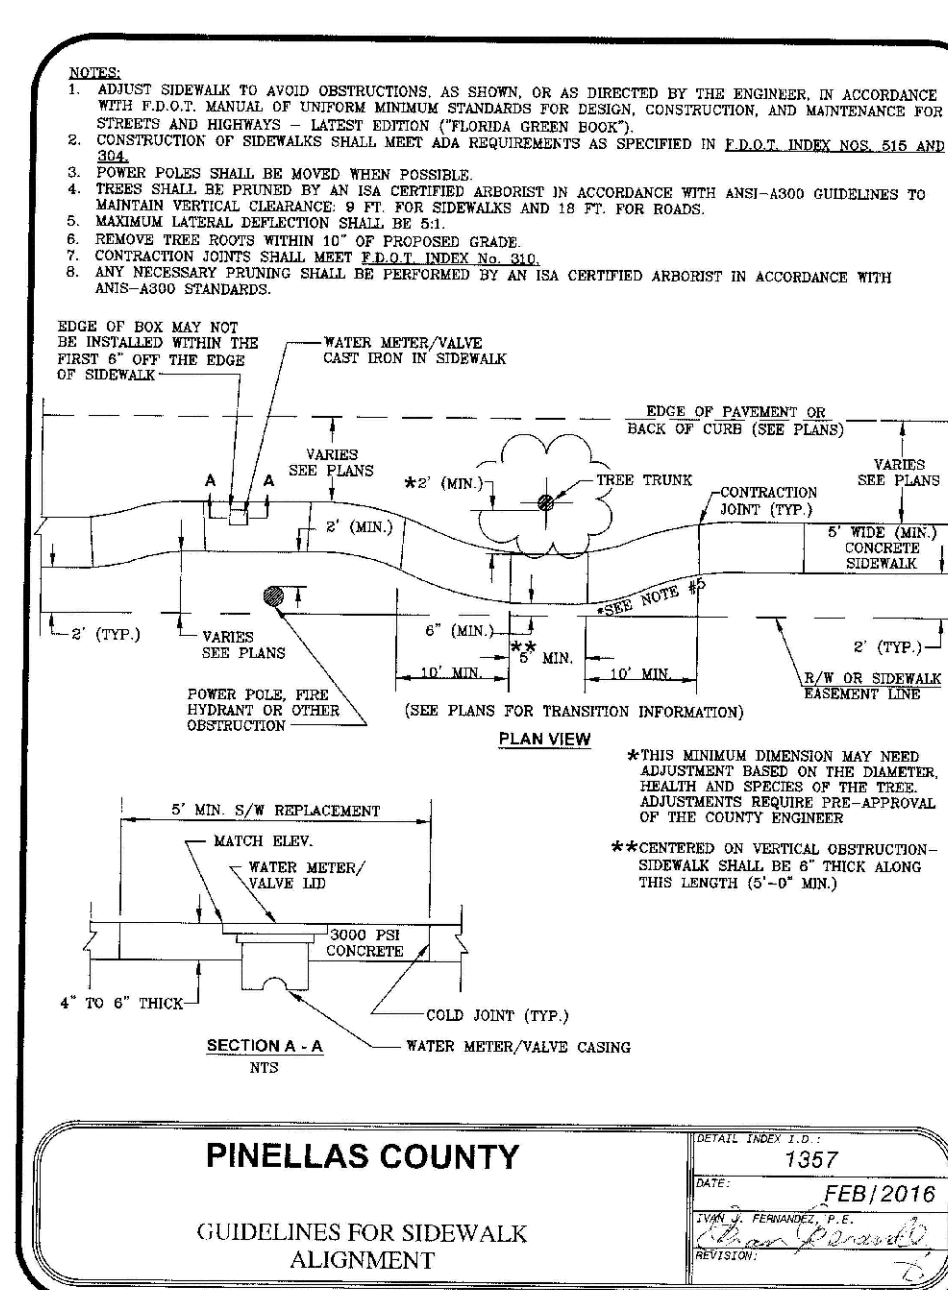 NOTES:
1. ADJUST SIDEWALK TO AVOID OBSTRUCTIONS, AS SHOWN, OR AS DIRECTED BY THE ENGINEER, IN ACCORDANCE
WITH F.D.O.T. MANUAL OF UNIFORM MINIMUM STANDARDS FOR DESIGN, CONSTRUCTION, AND MAINTENANCE FOR
STREETS AND HIGHWAYS – LATEST EDITION ("FLORIDA GREEN BOOK").
2. CONSTRUCTION OF SIDEWALKS SHALL MEET ADA REQUIREMENTS AS SPECIFIED IN F.D.O.T. INDEX NOS. 515 AND
304.
3. POWER POLES SHALL BE MOVED WHEN POSSIBLE.
4. TREES SHALL BE PRUNED BY AN ISA CERTIFIED ARBORIST IN ACCORDANCE WITH ANSI-A300 GUIDELINES TO
MAINTAIN VERTICAL CLEARANCE: 9 FT. FOR SIDEWALKS AND 18 FT. FOR ROADS.
5. MAXIMUM LATERAL DEFLECTION SHALL BE 5:1.
6. REMOVE TREE ROOTS WITHIN 10" OF PROPOSED GRADE.
7. CONTRACTION JOINTS SHALL MEET F.D.O.T. INDEX No. 310.
8. ANY NECESSARY PRUNING SHALL BE PERFORMED BY AN ISA CERTIFIED ARBORIST IN ACCORDANCE WITH
ANIS-A300 STANDARDS.
EDGE OF BOX MAY NOT
BE INSTALLED WITHIN THE
FIRST 6" OFF THE EDGE
OF SIDEWALK
WATER METER/VALVE
CAST IRON IN SIDEWALK
EDGE OF PAVEMENT OR
BACK OF CURB (SEE PLANS)
VARIES
SEE PLANS
VARIES
SEE PLANS
A A
*2' (MIN.)
TREE TRUNK
CONTRACTION
JOINT (TYP.)
2' (MIN.)
5' WIDE (MIN.)
CONCRETE
SIDEWALK
*SEE NOTE #5
2' (TYP.)
VARIES
SEE PLANS
6" (MIN.)
**
5' MIN.
2' (TYP.)
10' MIN.
10' MIN.
R/W OR SIDEWALK
EASEMENT LINE
POWER POLE, FIRE
HYDRANT OR OTHER
OBSTRUCTION
(SEE PLANS FOR TRANSITION INFORMATION)
PLAN VIEW
*THIS MINIMUM DIMENSION MAY NEED
ADJUSTMENT BASED ON THE DIAMETER,
HEALTH AND SPECIES OF THE TREE.
ADJUSTMENTS REQUIRE PRE-APPROVAL
OF THE COUNTY ENGINEER
**CENTERED ON VERTICAL OBSTRUCTION-
SIDEWALK SHALL BE 6" THICK ALONG
THIS LENGTH (5'-0" MIN.)
5' MIN. S/W REPLACEMENT
MATCH ELEV.
WATER METER/
VALVE LID
3000 PSI
CONCRETE
4" TO 6" THICK
COLD JOINT (TYP.)
WATER METER/VALVE CASING
SECTION A - A
NTS
PINELLAS COUNTY
GUIDELINES FOR SIDEWALK
ALIGNMENT
DETAIL INDEX I.D.:
1357
DATE:
FEB/2016
IVAN J. FERNANDEZ, P.E.
REVISION: